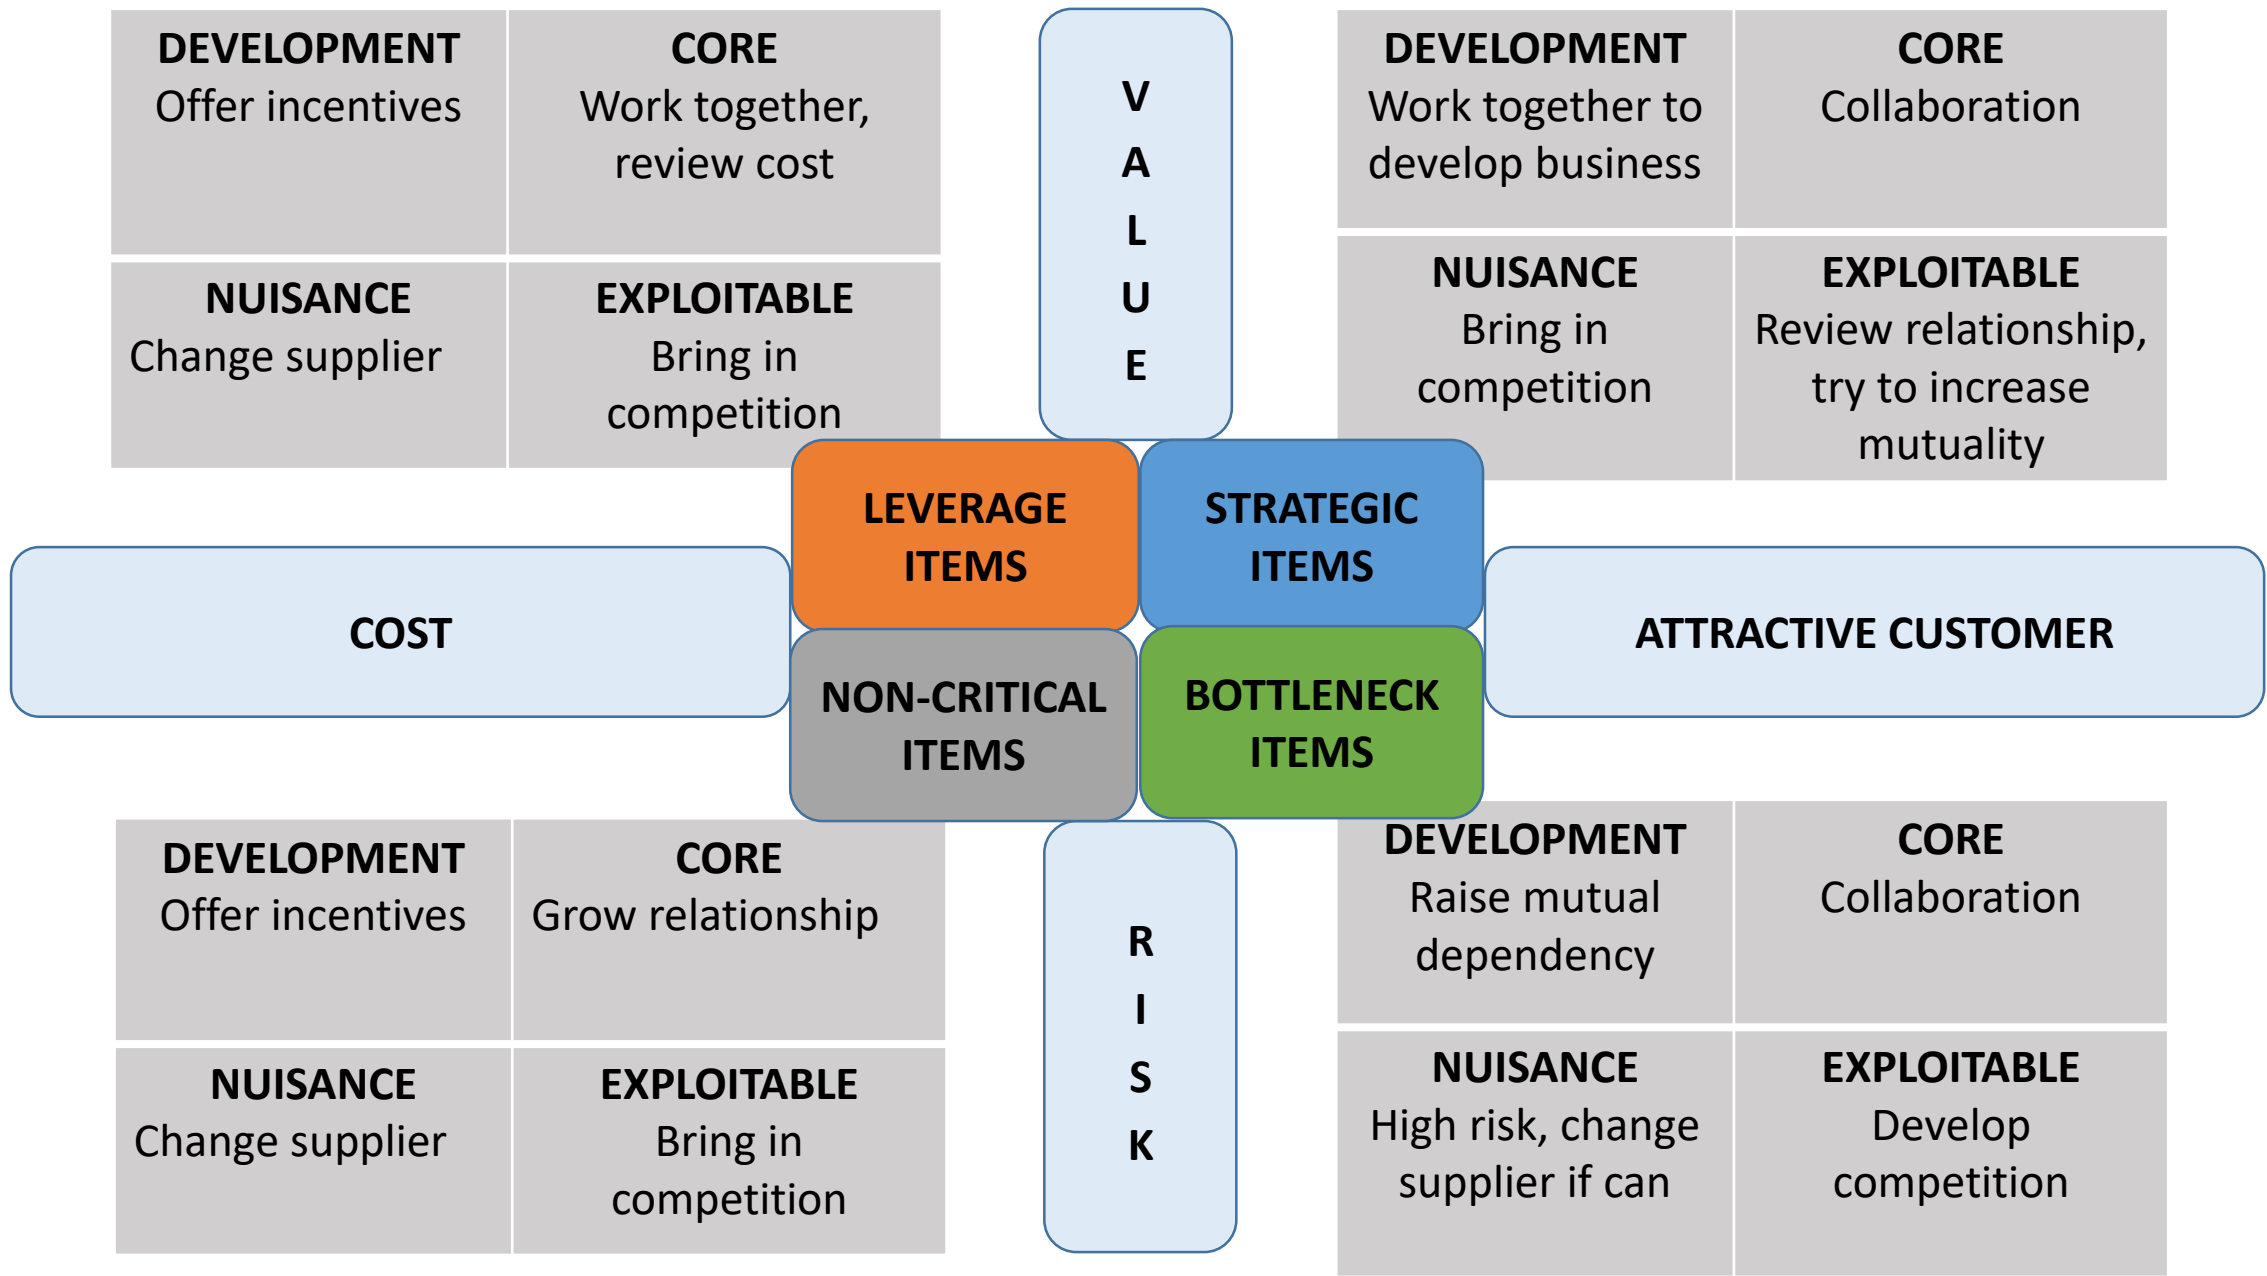 DEVELOPMENT
Offer incentives
CORE
Work together,
review cost
NUISANCE
Change supplier
EXPLOITABLE
Bring in
competition
V
A
L
U
E
DEVELOPMENT
Work together to
develop business
CORE
Collaboration
NUISANCE
Bring in
competition
EXPLOITABLE
Review relationship,
try to increase
mutuality
LEVERAGE
ITEMS
STRATEGIC
ITEMS
COST
ATTRACTIVE CUSTOMER
NON-CRITICAL
ITEMS
BOTTLENECK
ITEMS
DEVELOPMENT
Offer incentives
CORE
Grow relationship
NUISANCE
Change supplier
EXPLOITABLE
Bring in
competition
R
I
S
K
DEVELOPMENT
Raise mutual
dependency
CORE
Collaboration
NUISANCE
High risk, change
supplier if can
EXPLOITABLE
Develop
competition